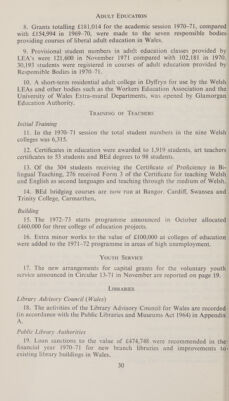 ADULT EDUCATION
8. Grants totalling £181,014 for the academic session 1970–71, compared
with £154,994 in 1969-70, were made to the seven responsible bodies
providing courses of liberal adult education in Wales.
9. Provisional student numbers in adult education classes provided by
LEA's were 121,600 in November 1971 compared with 102,181 in 1970.
30,193 students were registered in courses of adult education provided by
Responsible Bodies in 1970-71.
10. A short-term residential adult college in Dyffryn for use by the Welsh
LEAs and other bodies such as the Workers Education Association and the
University of Wales Extra-mural Departments, was opened by Glamorgan
Education Authority.
TRAINING OF TEACHERS
Initial Training
11. In the 1970-71 session the total student numbers in the nine Welsh
colleges was 6,315.
12. Certificates in education were awarded to 1,919 students, art teachers
certificates to 55 students and BEd degrees to 98 students.
13. Of the 304 students receiving the Certificate of Proficiency in Bi-
lingual Teaching, 276 received Form 3 of the Certificate for teaching Welsh
and English as second languages and teaching through the medium of Welsh.
14. BEd bridging courses are now run at Bangor, Cardiff, Swansea and
Trinity College, Carmarthen,
Building
15. The 1972-73 starts programme announced in October allocated
£660,000 for three college of education projects.
16. Extra minor works to the value of £100,000 at colleges of education
were added to the 1971-72 programme in areas of high unemployment.
YOUTH SERVICE
17. The new arrangements for capital grants for the voluntary youth
service announced in Circular 13-71 in November are reported on page 19.
LIBRARIES
Library Advisory Council (Wales)
18. The activities of the Library Advisory Council for Wales are recorded
(in accordance with the Public Libraries and Museums Act 1964) in Appendix
A.
Public Library Authorities
19. Loan sanctions to the value of £474,748 were recommended in the
financial year 1970-71 for new branch libraries and improvements to
existing library buildings in Wales.
30